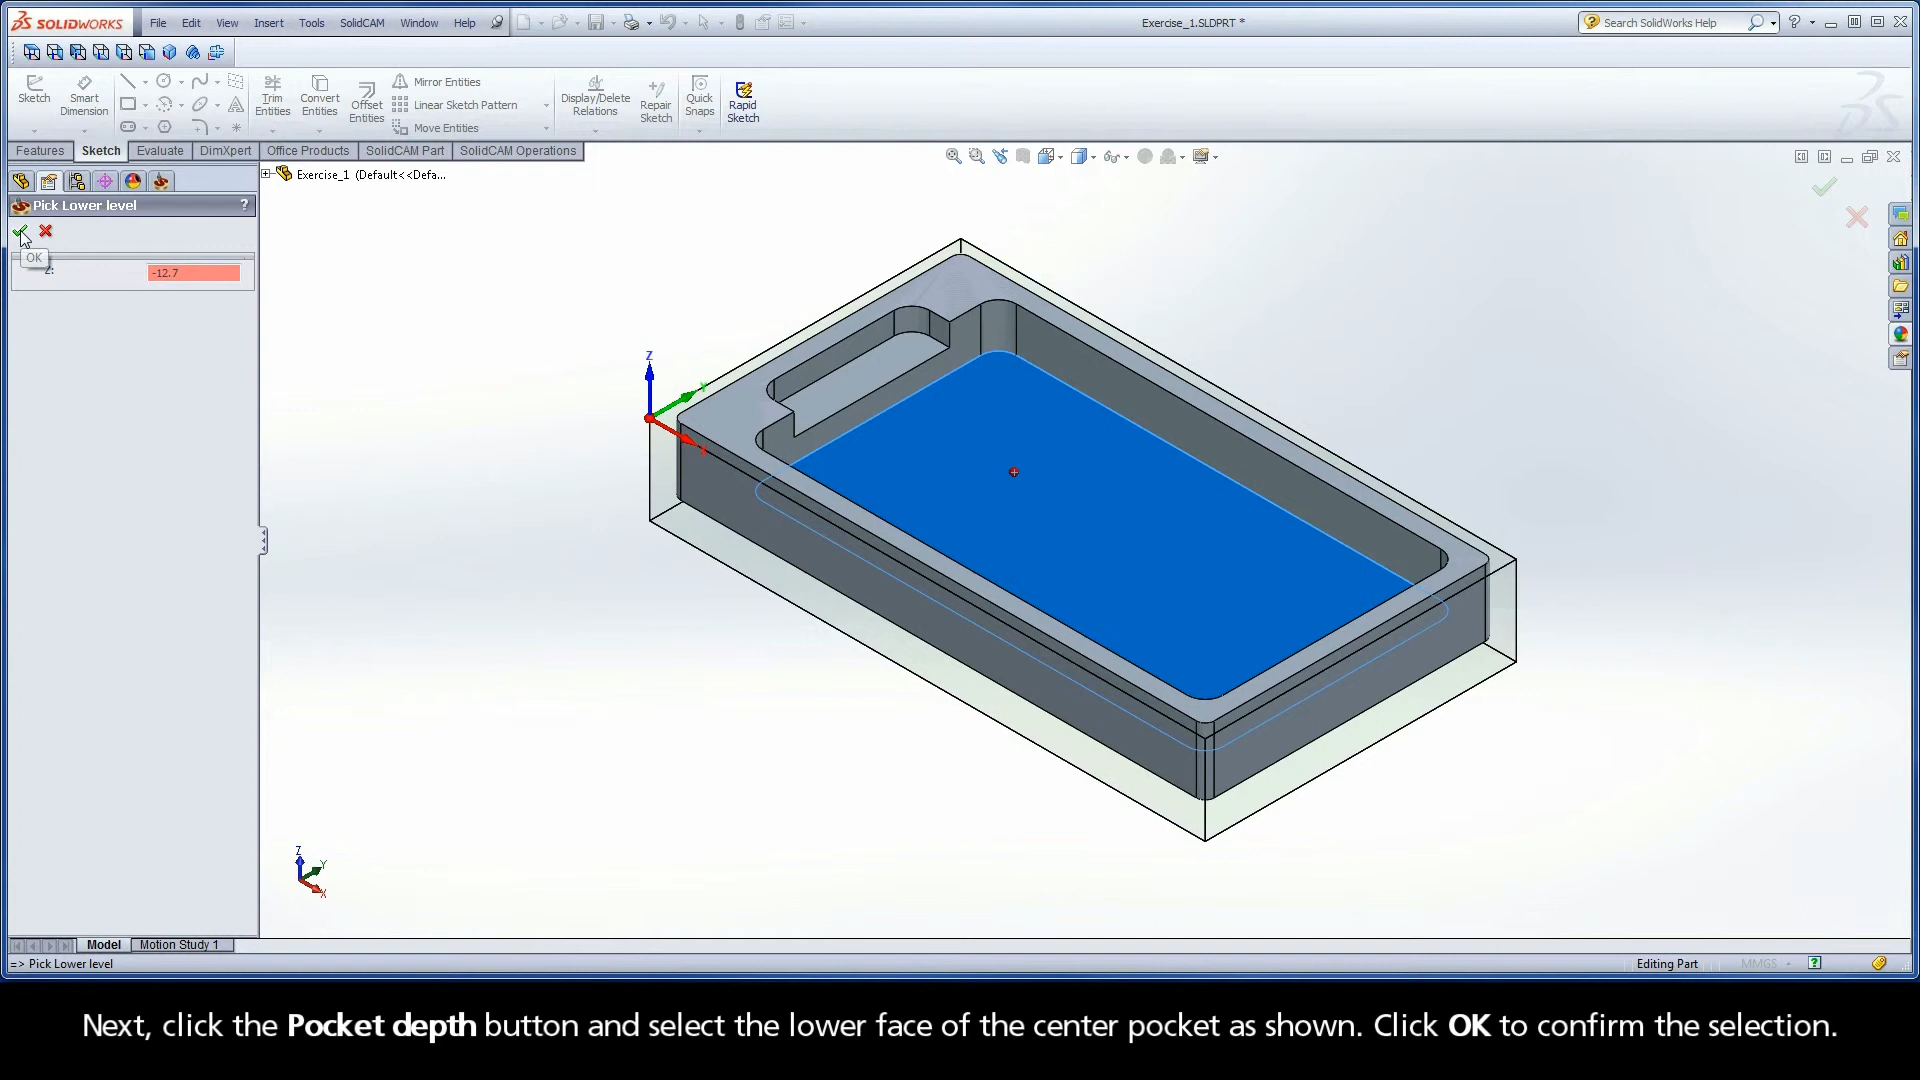 SOLIDWORKS
File Edit View Insert Tools SolidCAM Window Help
Exercise_1.SLDPRT *
Search SolidWorks Help
Sketch
Smart Dimension
Trim Entities
Convert Entities
Offset Entities
Mirror Entities
Linear Sketch Pattern
Move Entities
Display/Delete Relations
Repair Sketch
Quick Snaps
Rapid Sketch
Features Sketch Evaluate DimXpert Office Products SolidCAM Part SolidCAM Operations
Exercise_1 (Default<<Defa...
Pick Lower level ?
OK
Z: -12.7
Z
Y
X
Z
Y
X
Model Motion Study 1
=> Pick Lower level
Editing Part
MMGS
Next, click the Pocket depth button and select the lower face of the center pocket as shown. Click OK to confirm the selection.